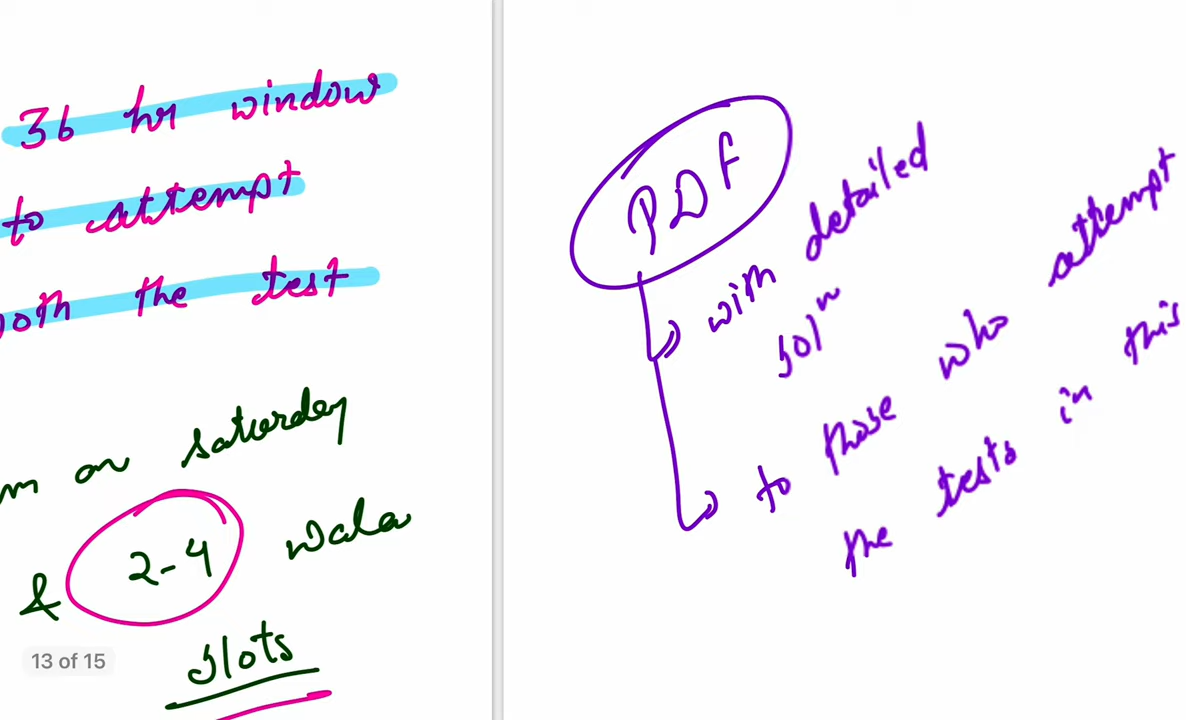 36 hr window
to attempt
both the test
on saturday
& 2-4 wala
slots
13 of 15
PDF
with detailed
solⁿ
to those who attempt
the tests in this